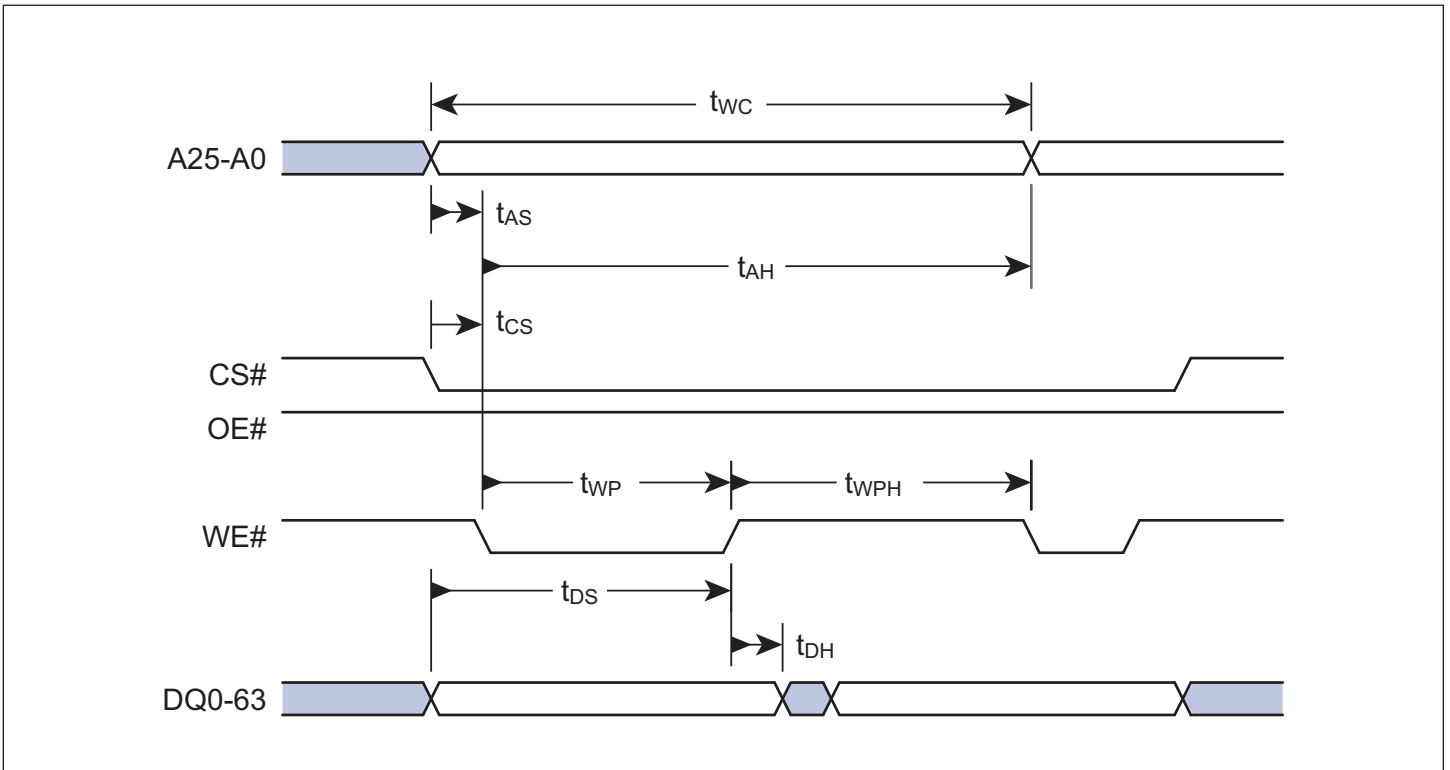 tWC
A25-A0
tAS
tAH
tCS
CS#
OE#
tWP
tWPH
WE#
tDS
tDH
DQ0-63